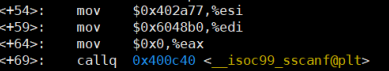 <+54>: mov $0x402a77,%esi
<+59>: mov $0x6048b0,%edi
<+64>: mov $0x0,%eax
<+69>: callq 0x400c40 <__isoc99_sscanf@plt>